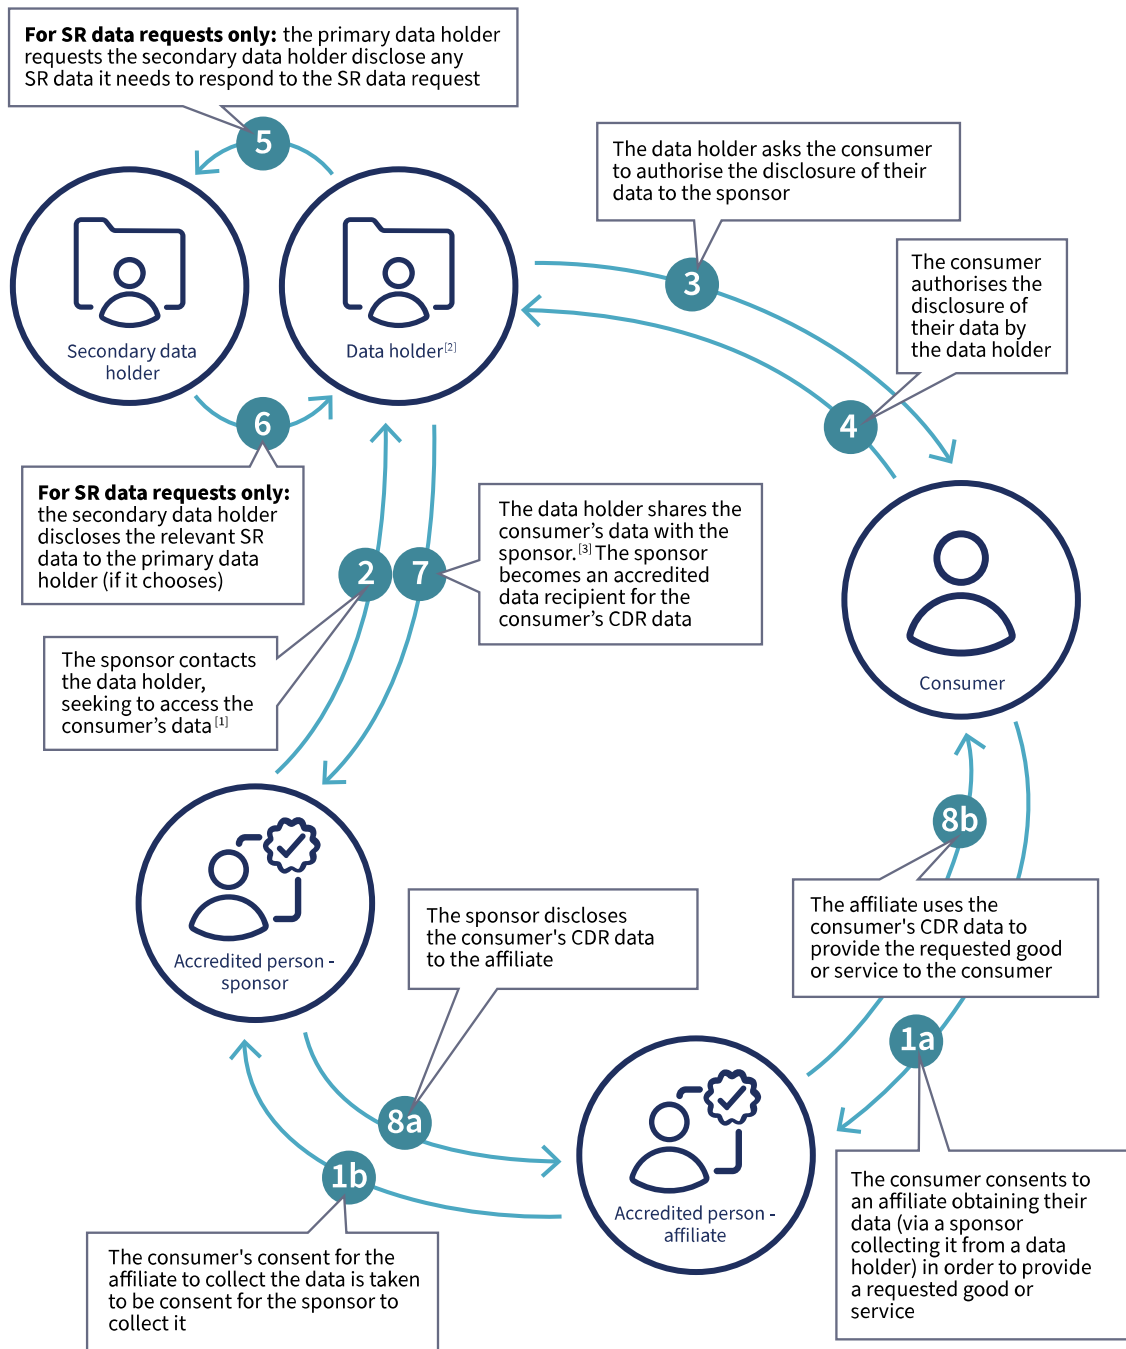 For SR data requests only: the primary data holder
requests the secondary data holder disclose any
SR data it needs to respond to the SR data request
5
The data holder asks the consumer
to authorise the disclosure of their
data to the sponsor
3
The consumer
authorises the
disclosure of
their data by
the data holder
4
Secondary data
holder
Data holder[2]
6
For SR data requests only:
the secondary data holder
discloses the relevant SR
data to the primary data
holder (if it chooses)
2
7
The data holder shares the
consumer’s data with the
sponsor.[3] The sponsor
becomes an accredited
data recipient for the
consumer’s CDR data
The sponsor contacts
the data holder,
seeking to access the
consumer’s data[1]
Consumer
8b
The affiliate uses the
consumer's CDR data to
provide the requested good
or service to the consumer
Accredited person -
sponsor
The sponsor discloses
the consumer's CDR data
to the affiliate
8a
1a
1b
Accredited person -
affiliate
The consumer consents to
an affiliate obtaining their
data (via a sponsor
collecting it from a data
holder) in order to provide
a requested good or
service
The consumer's consent for the
affiliate to collect the data is taken
to be consent for the sponsor to
collect it